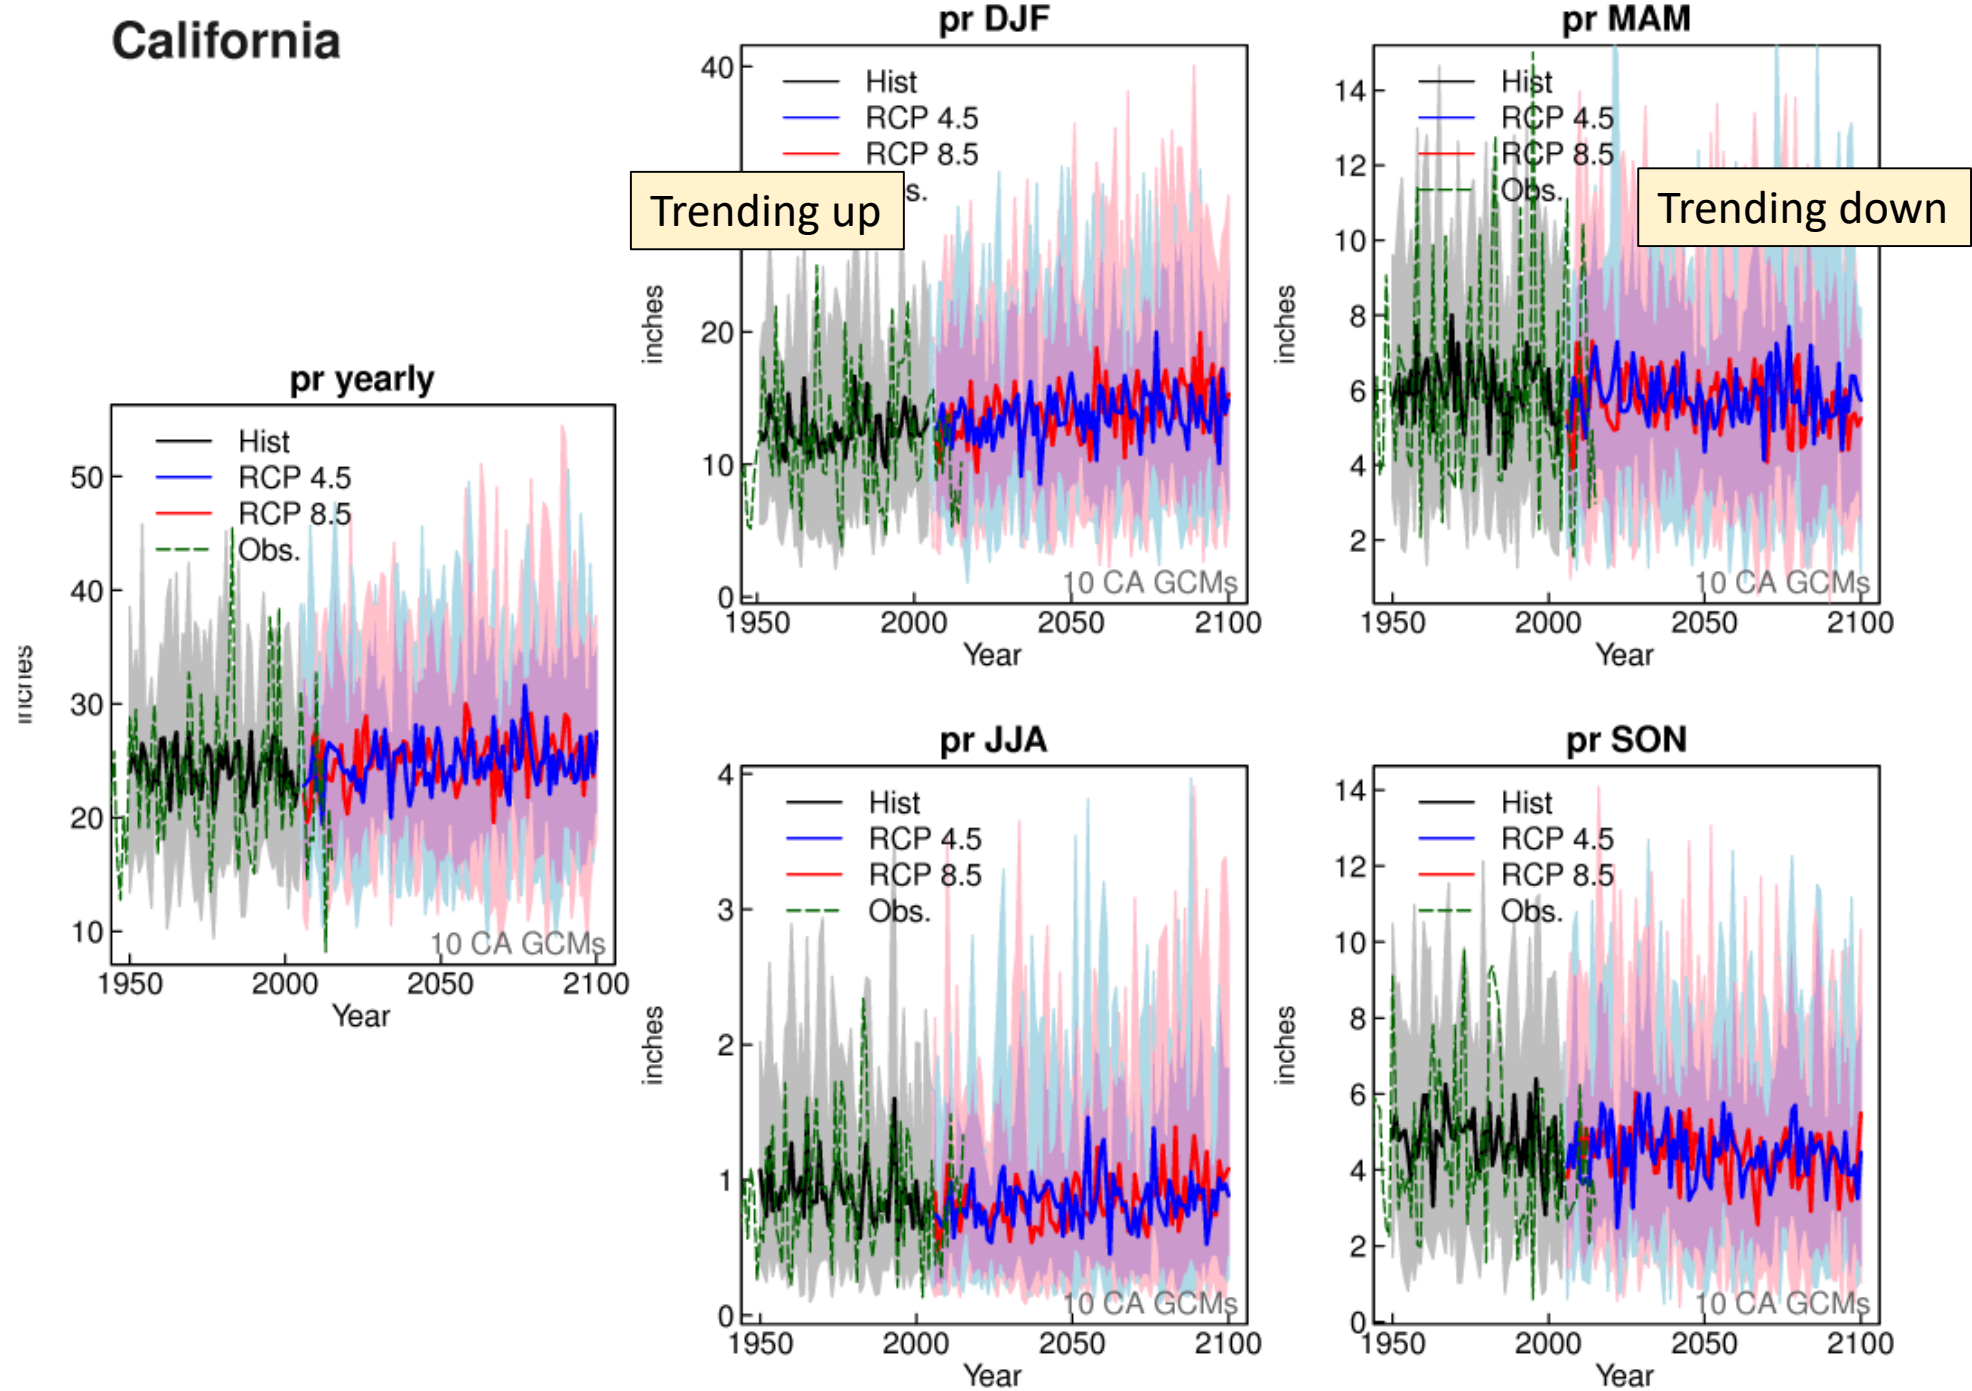 California
pr yearly
50
40
30
20
10
inches
Hist
RCP 4.5
RCP 8.5
Obs.
10 CA GCMs
1950 2000 2050 2100
Year
pr DJF
40
20
10
0
inches
Hist
RCP 4.5
RCP 8.5
s.
Trending up
10 CA GCMs
1950 2000 2050 2100
Year
pr MAM
14
12
10
8
6
4
2
inches
Hist
RCP 4.5
RCP 8.5
Obs.
Trending down
10 CA GCMs
1950 2000 2050 2100
Year
pr JJA
4
3
2
1
0
inches
Hist
RCP 4.5
RCP 8.5
Obs.
10 CA GCMs
1950 2000 2050 2100
Year
pr SON
14
12
10
8
6
4
2
0
inches
Hist
RCP 4.5
RCP 8.5
Obs.
10 CA GCMs
1950 2000 2050 2100
Year